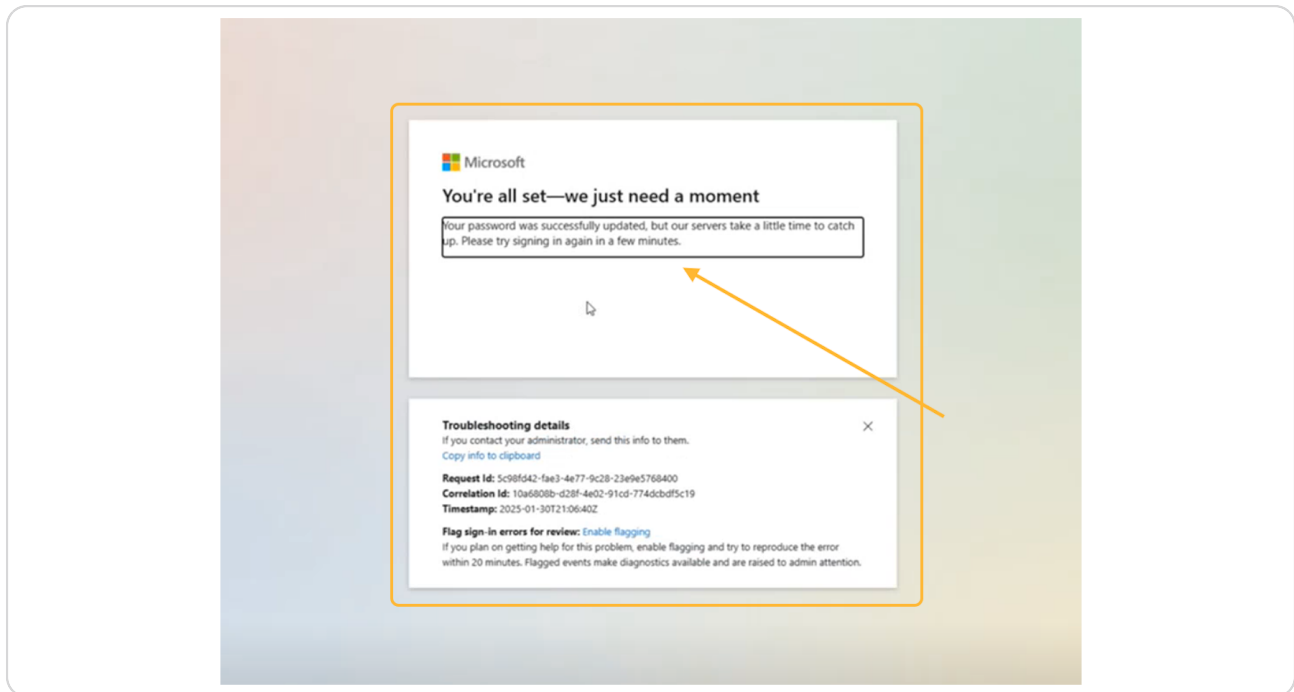 Microsoft
You're all set—we just need a moment
Your password was successfully updated, but our servers take a little time to catch
up. Please try signing in again in a few minutes.
Troubleshooting details
If you contact your administrator, send this info to them.
Copy info to clipboard
Request Id: 5c98fd42-fae3-4e77-9c28-23e9e5768400
Correlation Id: 10a6808b-d28f-4e02-91cd-774dcbdf5c19
Timestamp: 2025-01-30T21:06:40Z
Flag sign-in errors for review: Enable flagging
If you plan on getting help for this problem, enable flagging and try to reproduce the error
within 20 minutes. Flagged events make diagnostics available and are raised to admin attention.